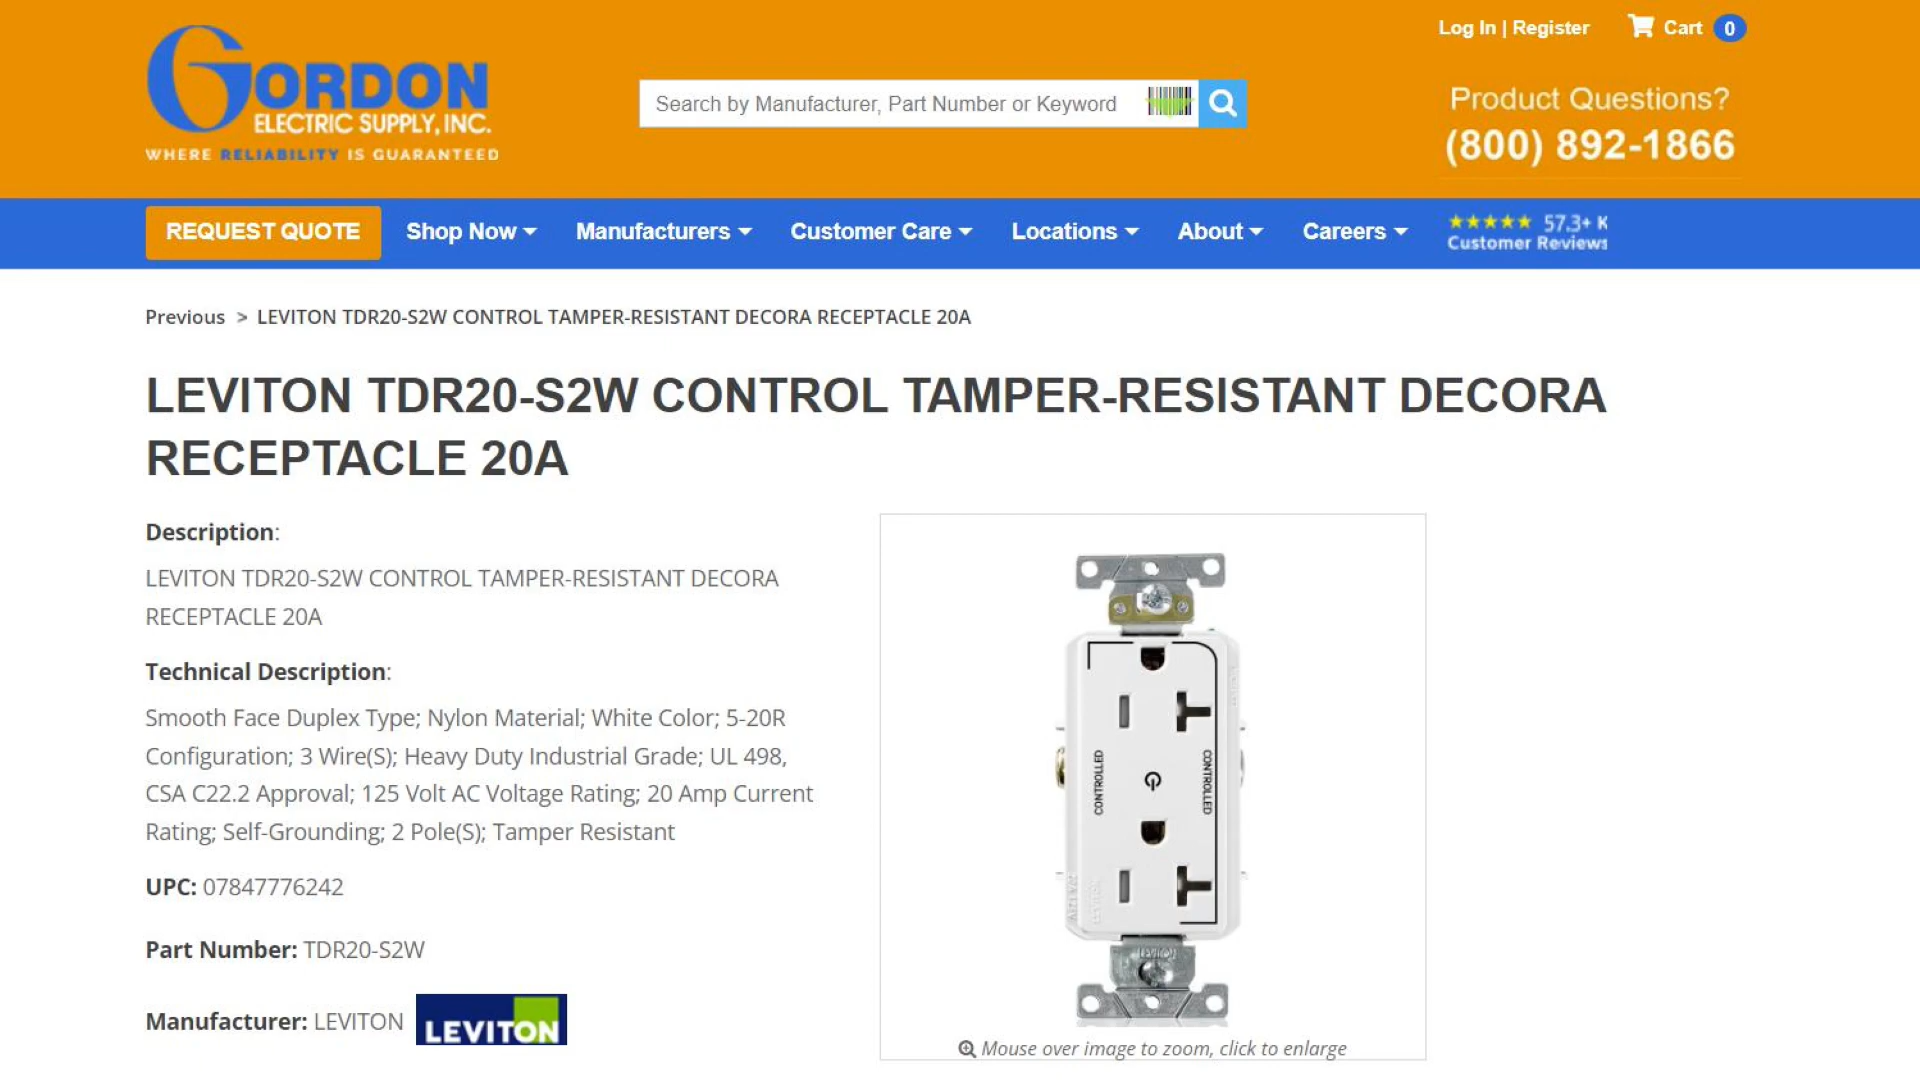 Log In | Register
Cart 0
GORDON
ELECTRIC SUPPLY, INC.
WHERE RELIABILITY IS GUARANTEED
Search by Manufacturer, Part Number or Keyword
Product Questions?
(800) 892-1866
REQUEST QUOTE
Shop Now
Manufacturers
Customer Care
Locations
About
Careers
57.3+ K
Customer Reviews
Previous > LEVITON TDR20-S2W CONTROL TAMPER-RESISTANT DECORA RECEPTACLE 20A
LEVITON TDR20-S2W CONTROL TAMPER-RESISTANT DECORA
RECEPTACLE 20A
Description:
LEVITON TDR20-S2W CONTROL TAMPER-RESISTANT DECORA
RECEPTACLE 20A
Technical Description:
Smooth Face Duplex Type; Nylon Material; White Color; 5-20R
Configuration; 3 Wire(S); Heavy Duty Industrial Grade; UL 498,
CSA C22.2 Approval; 125 Volt AC Voltage Rating; 20 Amp Current
Rating; Self-Grounding; 2 Pole(S); Tamper Resistant
UPC: 07847776242
Part Number: TDR20-S2W
Manufacturer: LEVITON
LEVITON
CONTROLLED
CONTROLLED
LEVITON
Mouse over image to zoom, click to enlarge